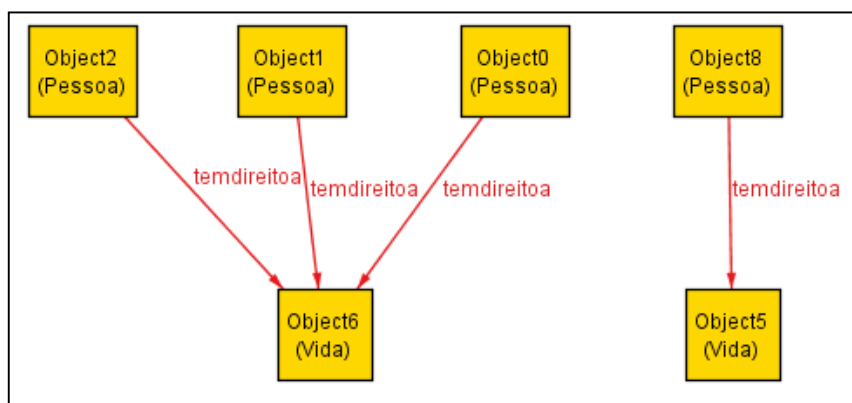 Object2
(Pessoa)
Object1
(Pessoa)
Object0
(Pessoa)
Object8
(Pessoa)
temdireitoa
temdireitoa
temdireitoa
temdireitoa
Object6
(Vida)
Object5
(Vida)